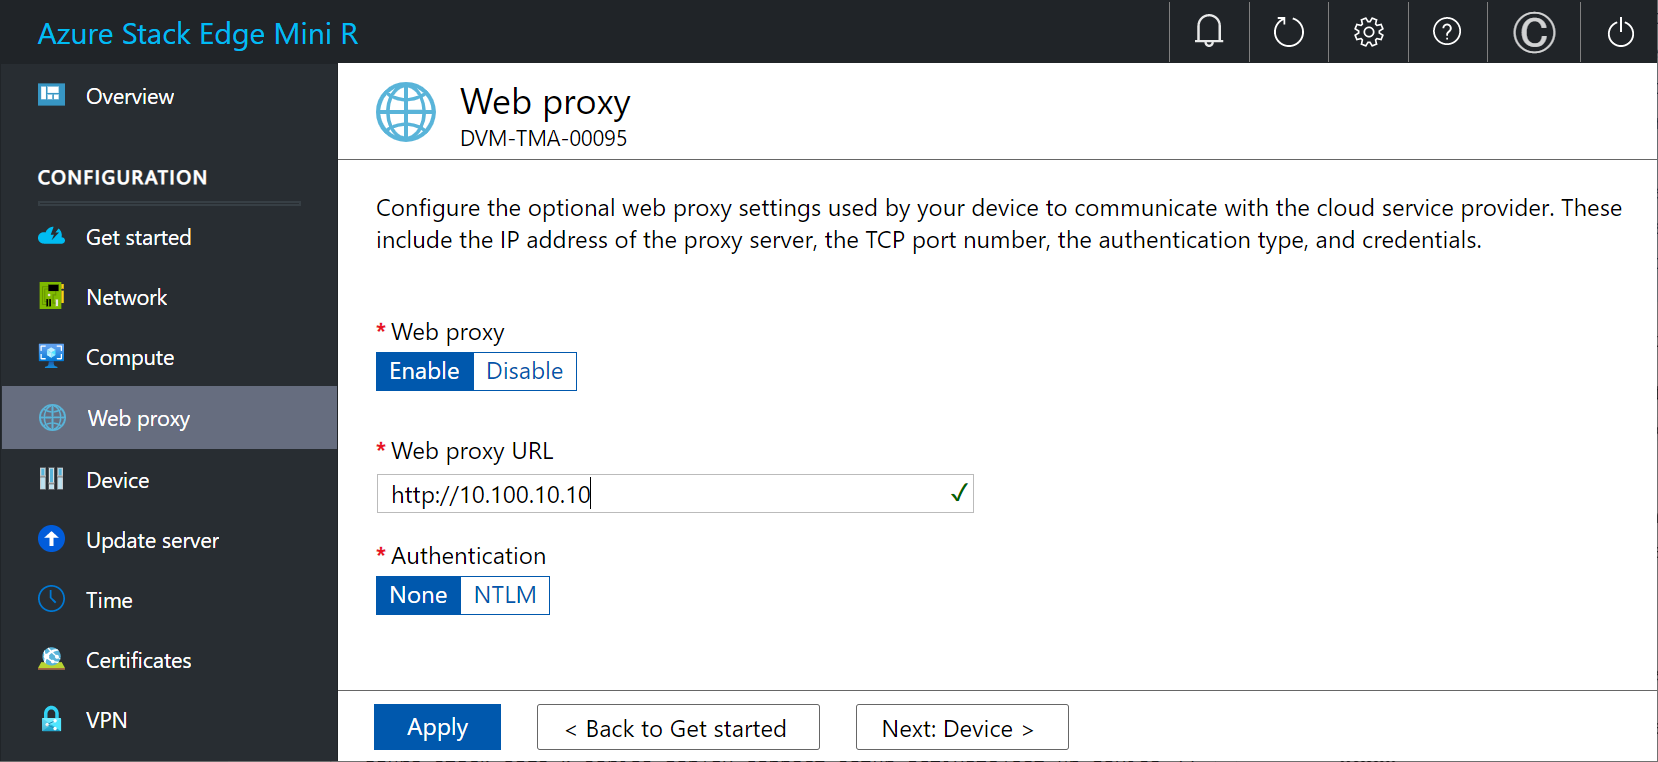 Azure Stack Edge Mini R
Overview
CONFIGURATION
Get started
Network
Compute
Web proxy
Device
Update server
Time
Certificates
VPN
Web proxy
DVM-TMA-00095
Configure the optional web proxy settings used by your device to communicate with the cloud service provider. These
include the IP address of the proxy server, the TCP port number, the authentication type, and credentials.
* Web proxy
Enable Disable
* Web proxy URL
http://10.100.10.10
* Authentication
None NTLM
Apply < Back to Get started Next: Device >